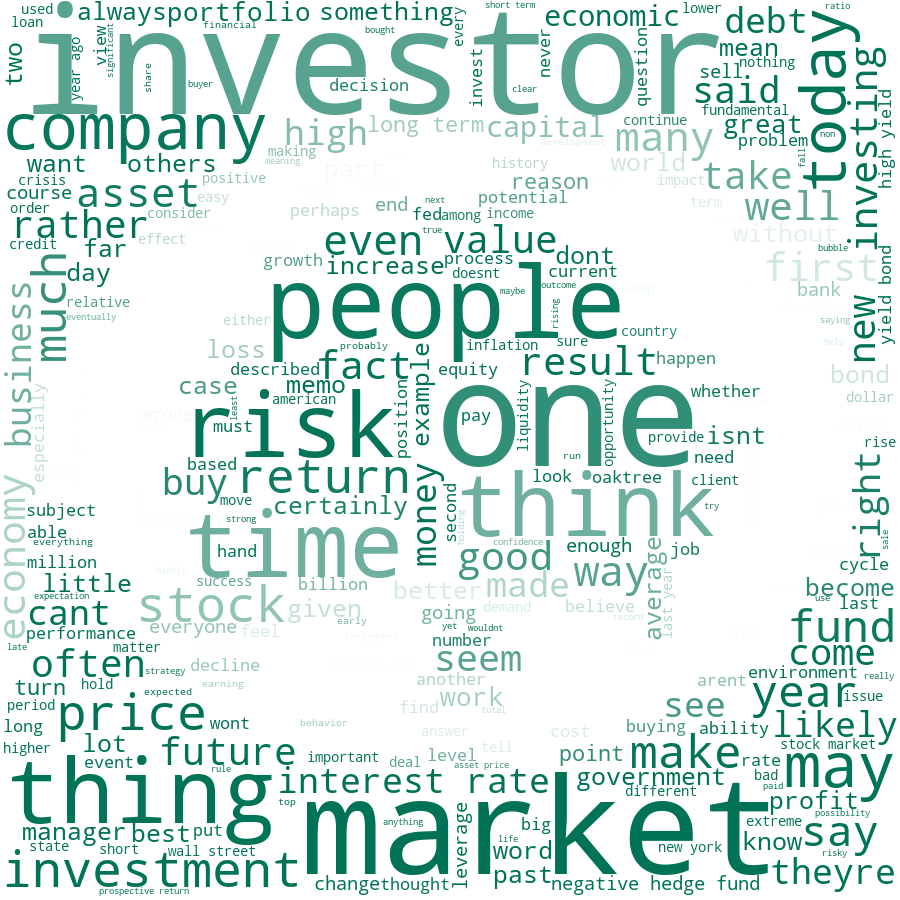 used
loan
always
portfolio
something
economic
lower
debt
short term
ratio
financial
bought
every
two
year ago
view
significant
share
investor
buyer
decision
invest
clear
never
question
mean
nothing
sell
said
today
investing
high yield
company
high
long term
capital
continue
many
fundamental
great
problem
non
fall
want
others
making
meaning
part
history
development
world
take
course
crisis
asset
positive
easy
reason
impact
order
consider
perhaps
end
potential
income
term
well
rather
credit
effect
fed
among
next
true
without
bubble
far
even
value
dont
day
growth
increase
process
doesnt
current
first
bank
new
yield bond
much
relative
eventually
people
maybe
outcome
rising
country
saying
either
probably
inflation
sure
help
business
loss
fact
result
happen
described
memo
equity
case
american
example
whether
bond
dollar
especially
wrong
least
risk
one
pay
position
liquidity
opportunity
must
provide
isnt
rise
based
return
money
run
need
right
buy
look
oaktree
client
economy
move
certainly
second
think
try
subject
strong
time
holding
able
everything
hand
confidence
good
enough
job
sale
million
highly
success
way
average
last year
cycle
little
billion
better
made
become
expectation
stock
given
going
demand
believe
use
last
cant
early
yet
wouldnt
record
fund
performance
everyone
feel
increased
number
late
matter
seem
come
often
strategy
decline
another
arent
environment
really
turn
hold
expected
earning
work
see
year
issue
period
price
find
total
long
wont
behavior
buying
ability
likely
higher
lot
answer
cost
stock market
event
future
important
deal
level
tell
point
make
rate
bad
may
rule
asset price
thing
interest rate
government
paid
top
different
profit
market
possibility
manager
best
put
anything
leverage
big
extreme
say
state
short
wall street
life
word
new york
know
risky
investment
change
thought
past
negative
hedge fund
theyre
prospective return